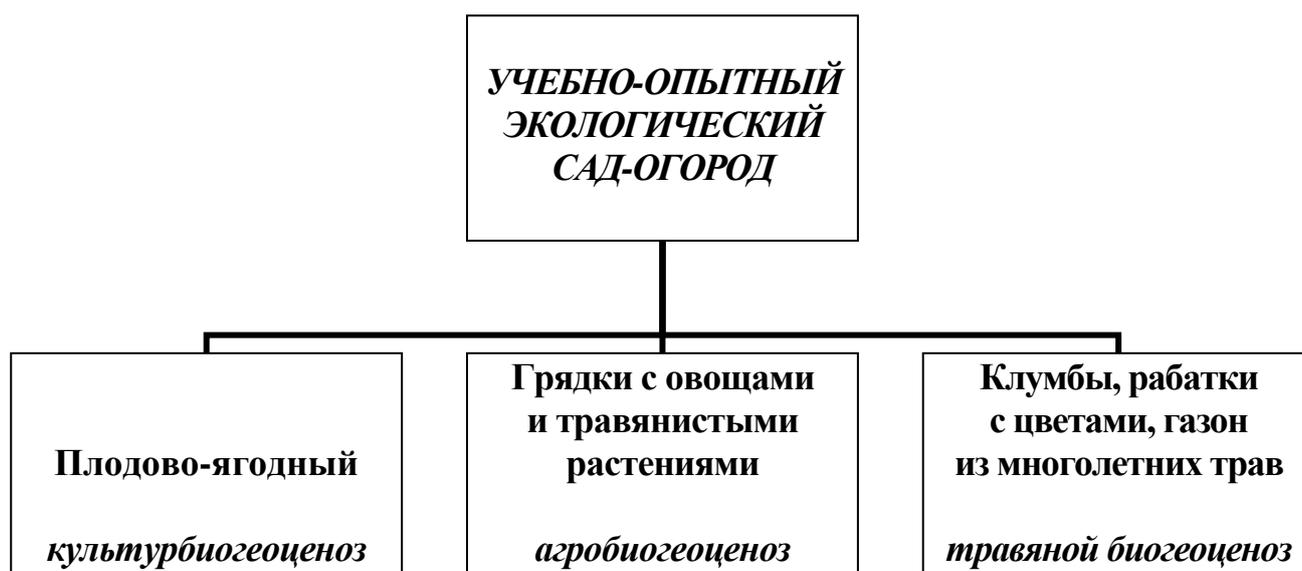 УЧЕБНО-ОПЫТНЫЙ
ЭКОЛОГИЧЕСКИЙ
САД-ОГОРОД
Плодово-ягодный
культурбиогеоценоз
Грядки с овощами
и травянистыми
растениями
агробиогеоценоз
Клумбы, рабатки
с цветами, газон
из многолетних трав
травяной биогеоценоз